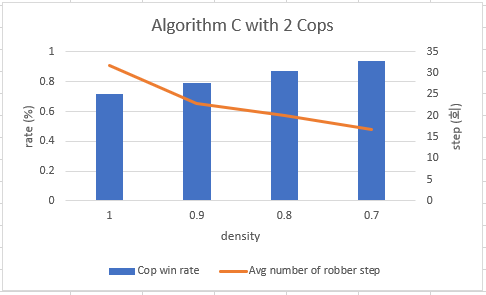 Algorithm C with 2 Cops
1
0.8
0.6
0.4
0.2
0
rate (%)
35
30
25
20
15
10
5
0
step (회)
1 0.9 0.8 0.7
density
Cop win rate Avg number of robber step